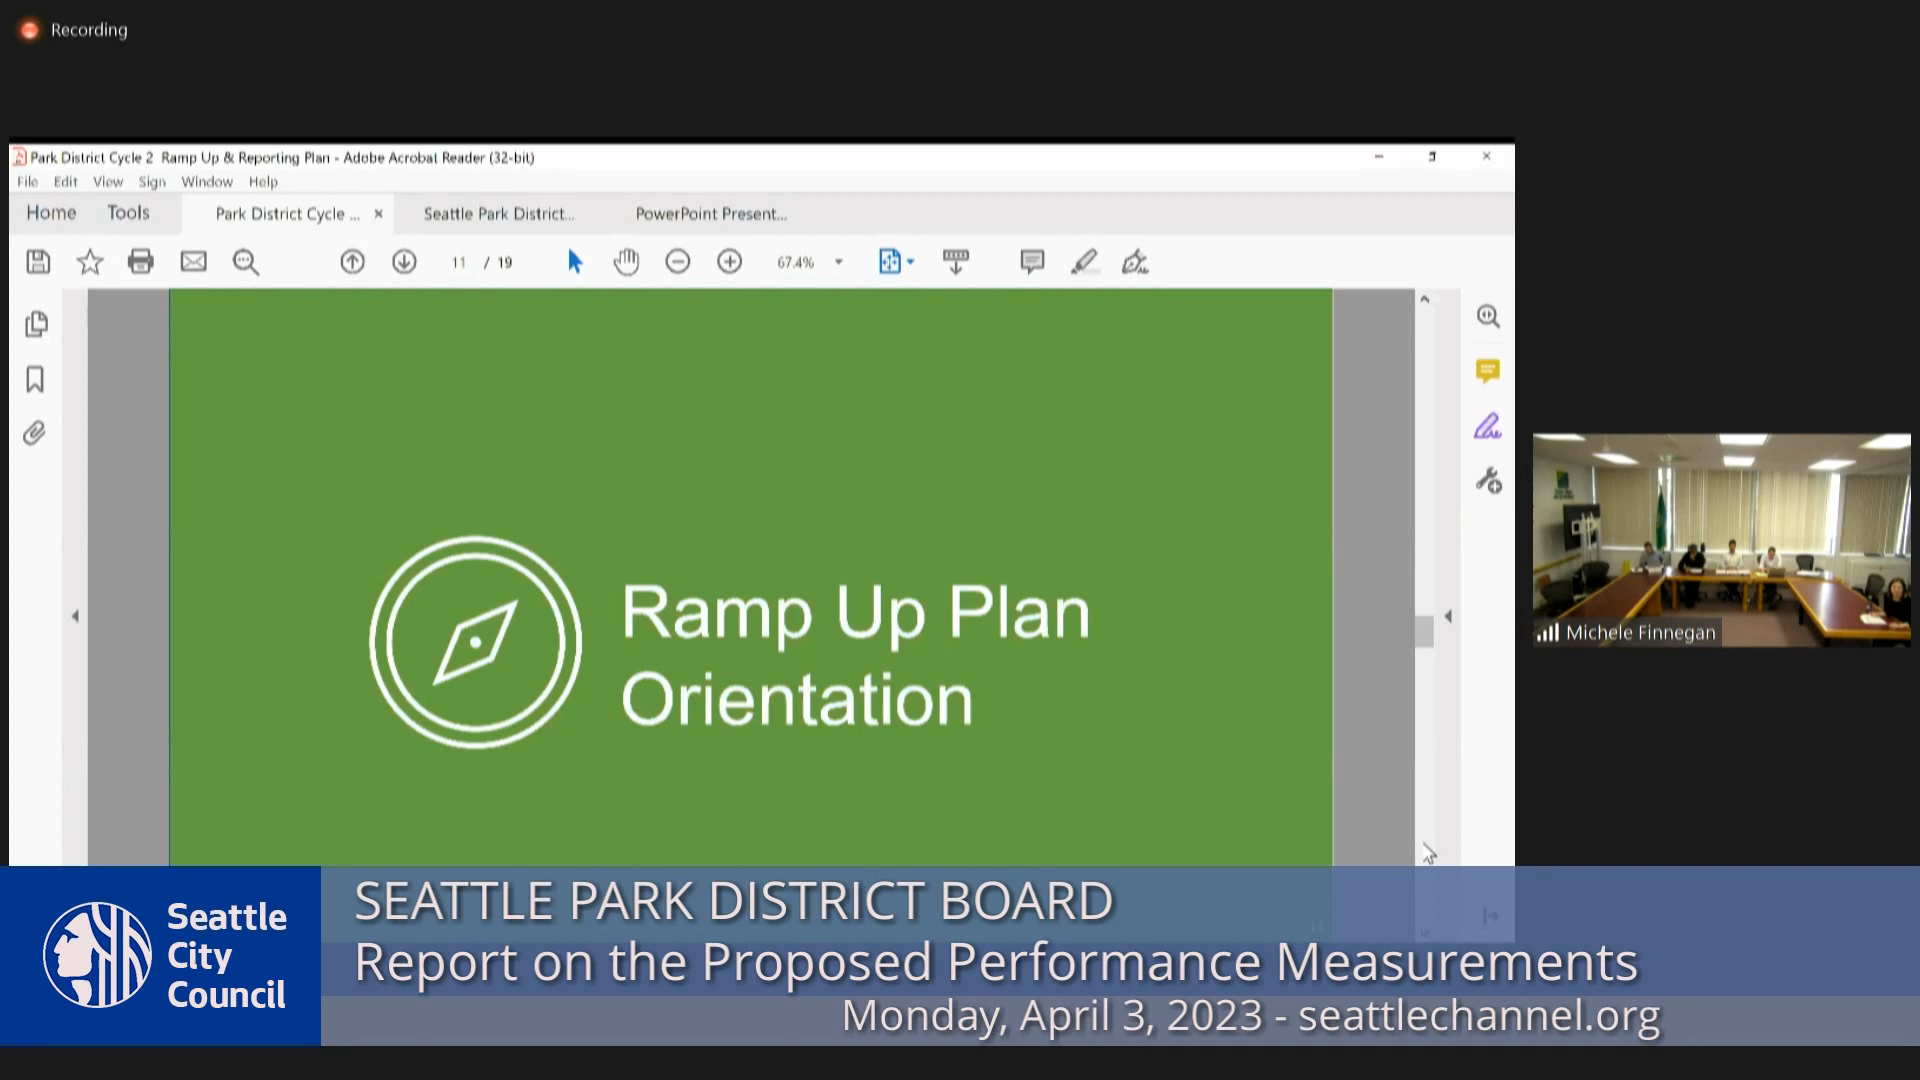 Recording
Park District Cycle 2 Ramp Up & Reporting Plan - Adobe Acrobat Reader (32-bit)
File Edit View Sign Window Help
Home Tools Park District Cycle ... × Seattle Park District... PowerPoint Present...
11 / 19 67.4%
Ramp Up Plan
Orientation
Michele Finnegan
Seattle
City
Council
SEATTLE PARK DISTRICT BOARD
Report on the Proposed Performance Measurements
Monday, April 3, 2023 - seattlechannel.org